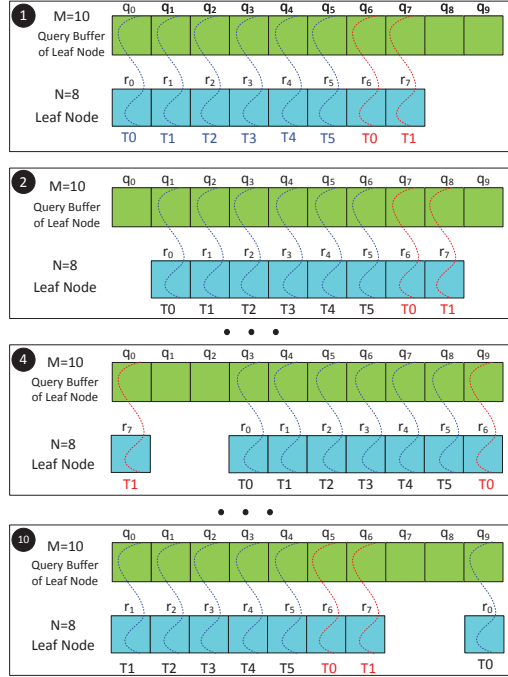 1 M=10 Query Buffer of Leaf Node
q0 q1 q2 q3 q4 q5 q6 q7 q8 q9
N=8 Leaf Node
r0 r1 r2 r3 r4 r5 r6 r7
T0 T1 T2 T3 T4 T5 T0 T1
2 M=10 Query Buffer of Leaf Node
q0 q1 q2 q3 q4 q5 q6 q7 q8 q9
N=8 Leaf Node
r0 r1 r2 r3 r4 r5 r6 r7
T0 T1 T2 T3 T4 T5 T0 T1
• • •
4 M=10 Query Buffer of Leaf Node
q0 q1 q2 q3 q4 q5 q6 q7 q8 q9
N=8 Leaf Node
r7 r0 r1 r2 r3 r4 r5 r6
T1 T0 T1 T2 T3 T4 T5 T0
• • •
10 M=10 Query Buffer of Leaf Node
q0 q1 q2 q3 q4 q5 q6 q7 q8 q9
N=8 Leaf Node
r1 r2 r3 r4 r5 r6 r7 r0
T1 T2 T3 T4 T5 T0 T1 T0